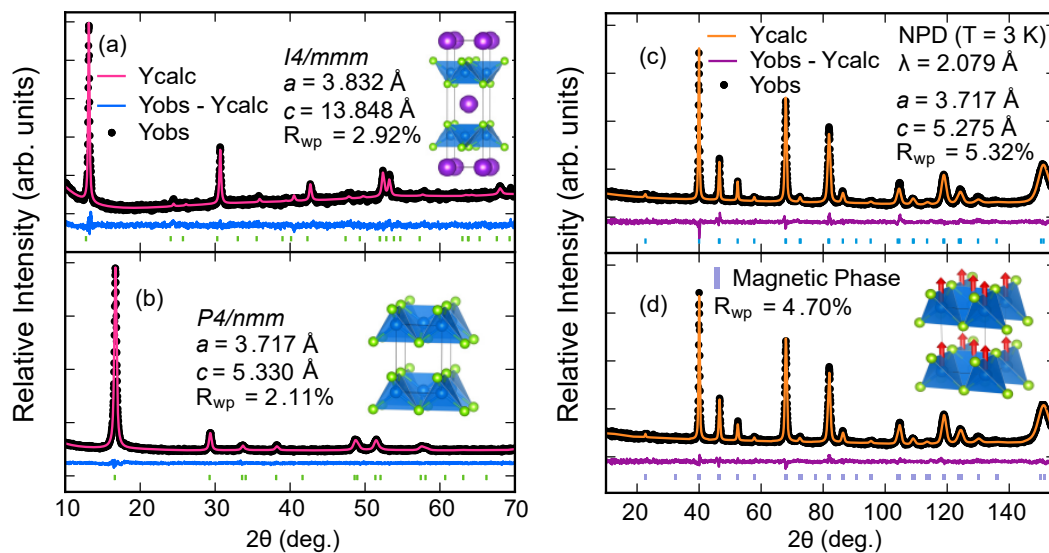 Relative Intensity (arb. units)
(a)
Ycalc
Yobs - Ycalc
Yobs
I4/mmm
a = 3.832 Å
c = 13.848 Å
Rwp = 2.92%
(b)
P4/nmm
a = 3.717 Å
c = 5.330 Å
Rwp = 2.11%
10 20 30 40 50 60 70
2θ (deg.)
Relative Intensity (arb. units)
(c)
Ycalc
Yobs - Ycalc
Yobs
NPD (T = 3 K)
λ = 2.079 Å
a = 3.717 Å
c = 5.275 Å
Rwp = 5.32%
(d)
Magnetic Phase
Rwp = 4.70%
20 40 60 80 100 120 140
2θ (deg.)